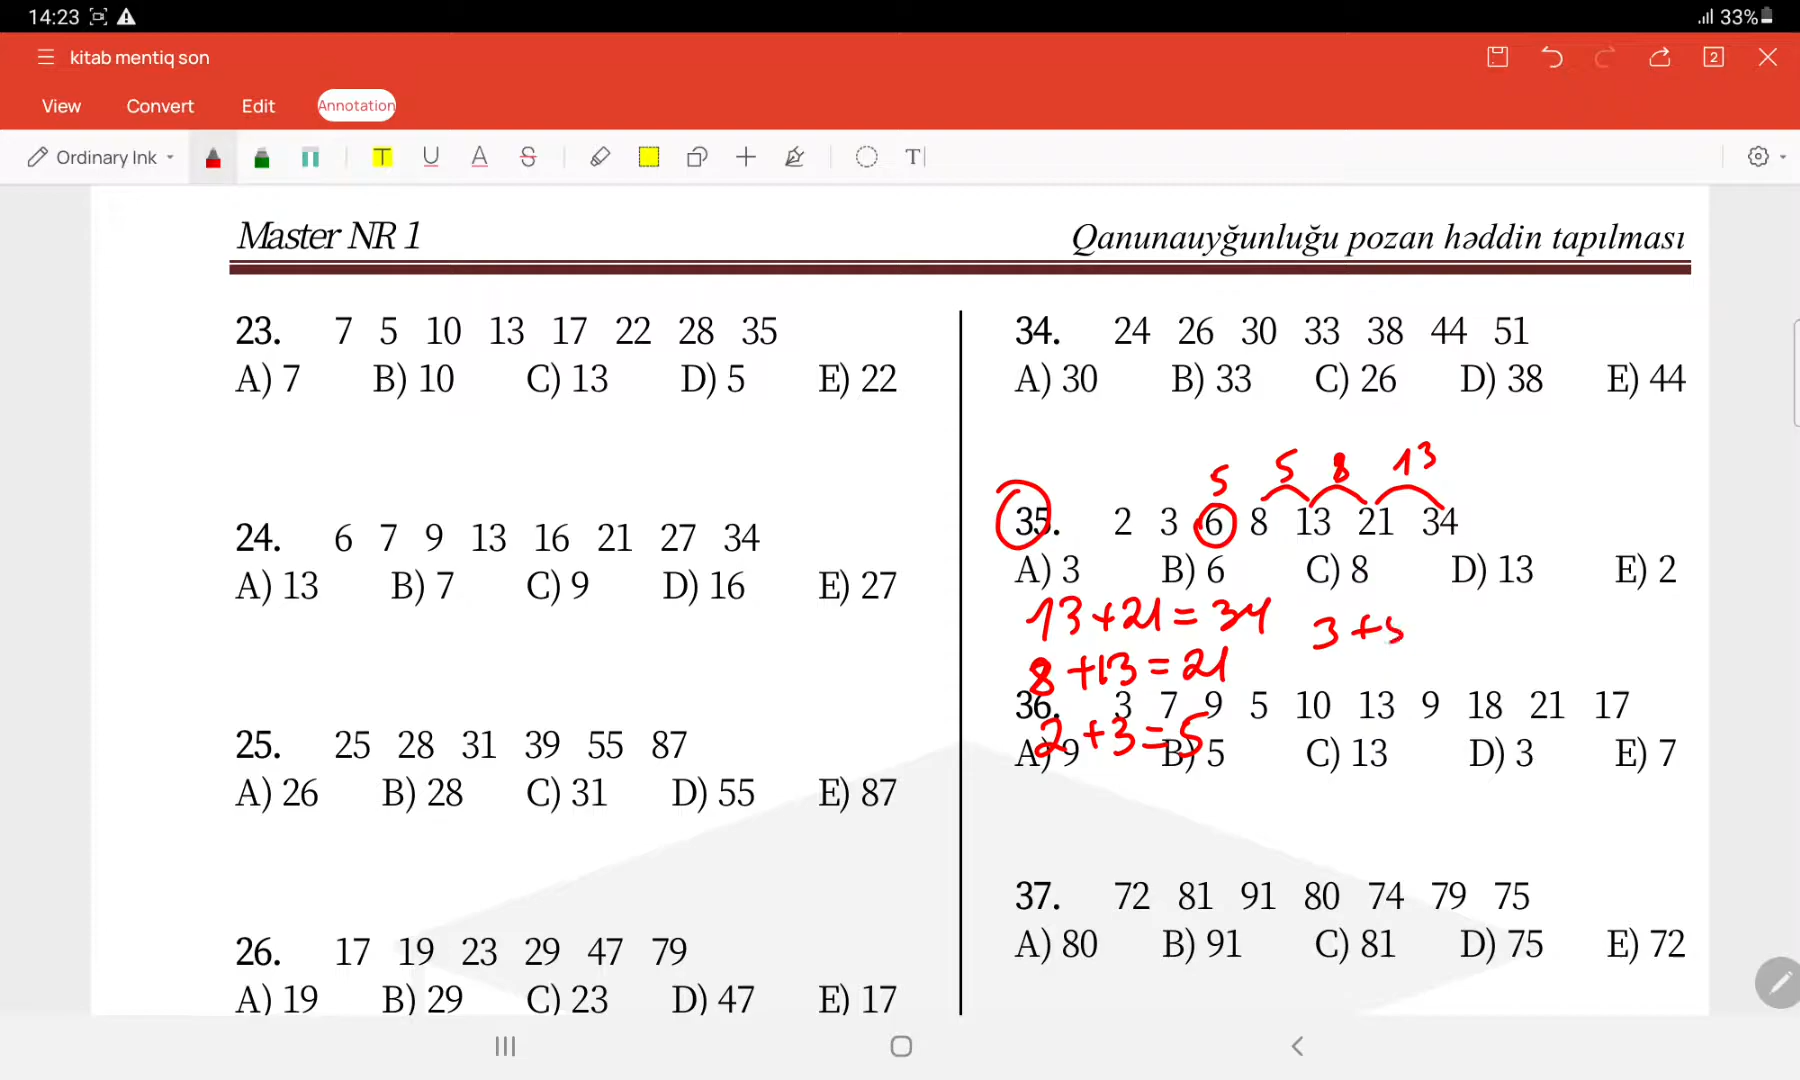 14:23
33%
kitab mentiq son
2
View Convert Edit Annotation
Ordinary Ink T U A S T
Master NR 1
Qanunauyğunluğu pozan həddin tapılması
23. 7 5 10 13 17 22 28 35
A) 7 B) 10 C) 13 D) 5 E) 22
24. 6 7 9 13 16 21 27 34
A) 13 B) 7 C) 9 D) 16 E) 27
25. 25 28 31 39 55 87
A) 26 B) 28 C) 31 D) 55 E) 87
26. 17 19 23 29 47 79
A) 19 B) 29 C) 23 D) 47 E) 17
34. 24 26 30 33 38 44 51
A) 30 B) 33 C) 26 D) 38 E) 44
5 5 8 13
35. 2 3 6 8 13 21 34
A) 3 B) 6 C) 8 D) 13 E) 2
13+21=34
3+5
8+13=21
36. 3 7 9 5 10 13 9 18 21 17
2+3=5
A) 9 B) 5 C) 13 D) 3 E) 7
37. 72 81 91 80 74 79 75
A) 80 B) 91 C) 81 D) 75 E) 72